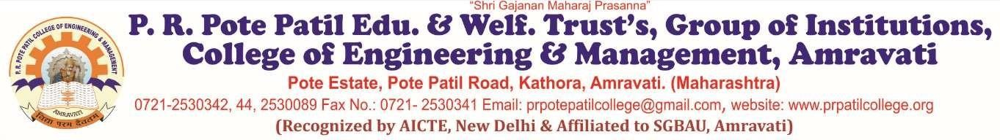 “Shri Gajanan Maharaj Prasanna”
P. R. Pote Patil Edu. & Welf. Trust’s, Group of Institutions,
College of Engineering & Management, Amravati
Pote Estate, Pote Patil Road, Kathora, Amravati. (Maharashtra)
0721-2530342, 44, 2530089 Fax No.: 0721- 2530341 Email: prpotepatilcollege@gmail.com, website: www.prpatilcollege.org
(Recognized by AICTE, New Delhi & Affiliated to SGBAU, Amravati)
P. R. POTE PATIL COLLEGE OF ENGINEERING & MANAGEMENT
AMRAVATI
विद्या परम दैवतम्